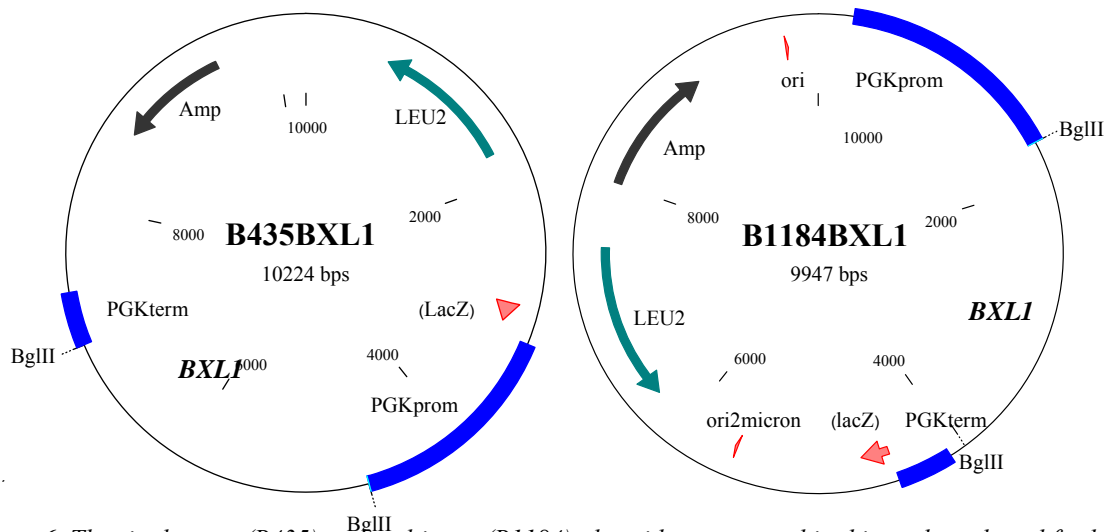 Amp
10000
LEU2
2000
8000
B435BXL1
10224 bps
PGKterm
(LacZ)
BglII
BXL1
6000
4000
PGKprom
BglII
ori
PGKprom
BglII
10000
Amp
8000
2000
B1184BXL1
9947 bps
BXL1
LEU2
6000
4000
ori2micron
(lacZ)
PGKterm
BglII